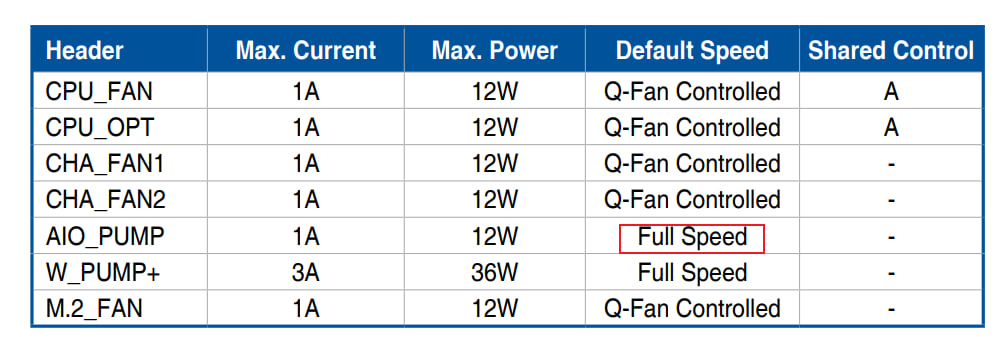 Header Max. Current Max. Power Default Speed Shared Control
CPU_FAN 1A 12W Q-Fan Controlled A
CPU_OPT 1A 12W Q-Fan Controlled A
CHA_FAN1 1A 12W Q-Fan Controlled -
CHA_FAN2 1A 12W Q-Fan Controlled -
AIO_PUMP 1A 12W Full Speed -
W_PUMP+ 3A 36W Full Speed -
M.2_FAN 1A 12W Q-Fan Controlled -